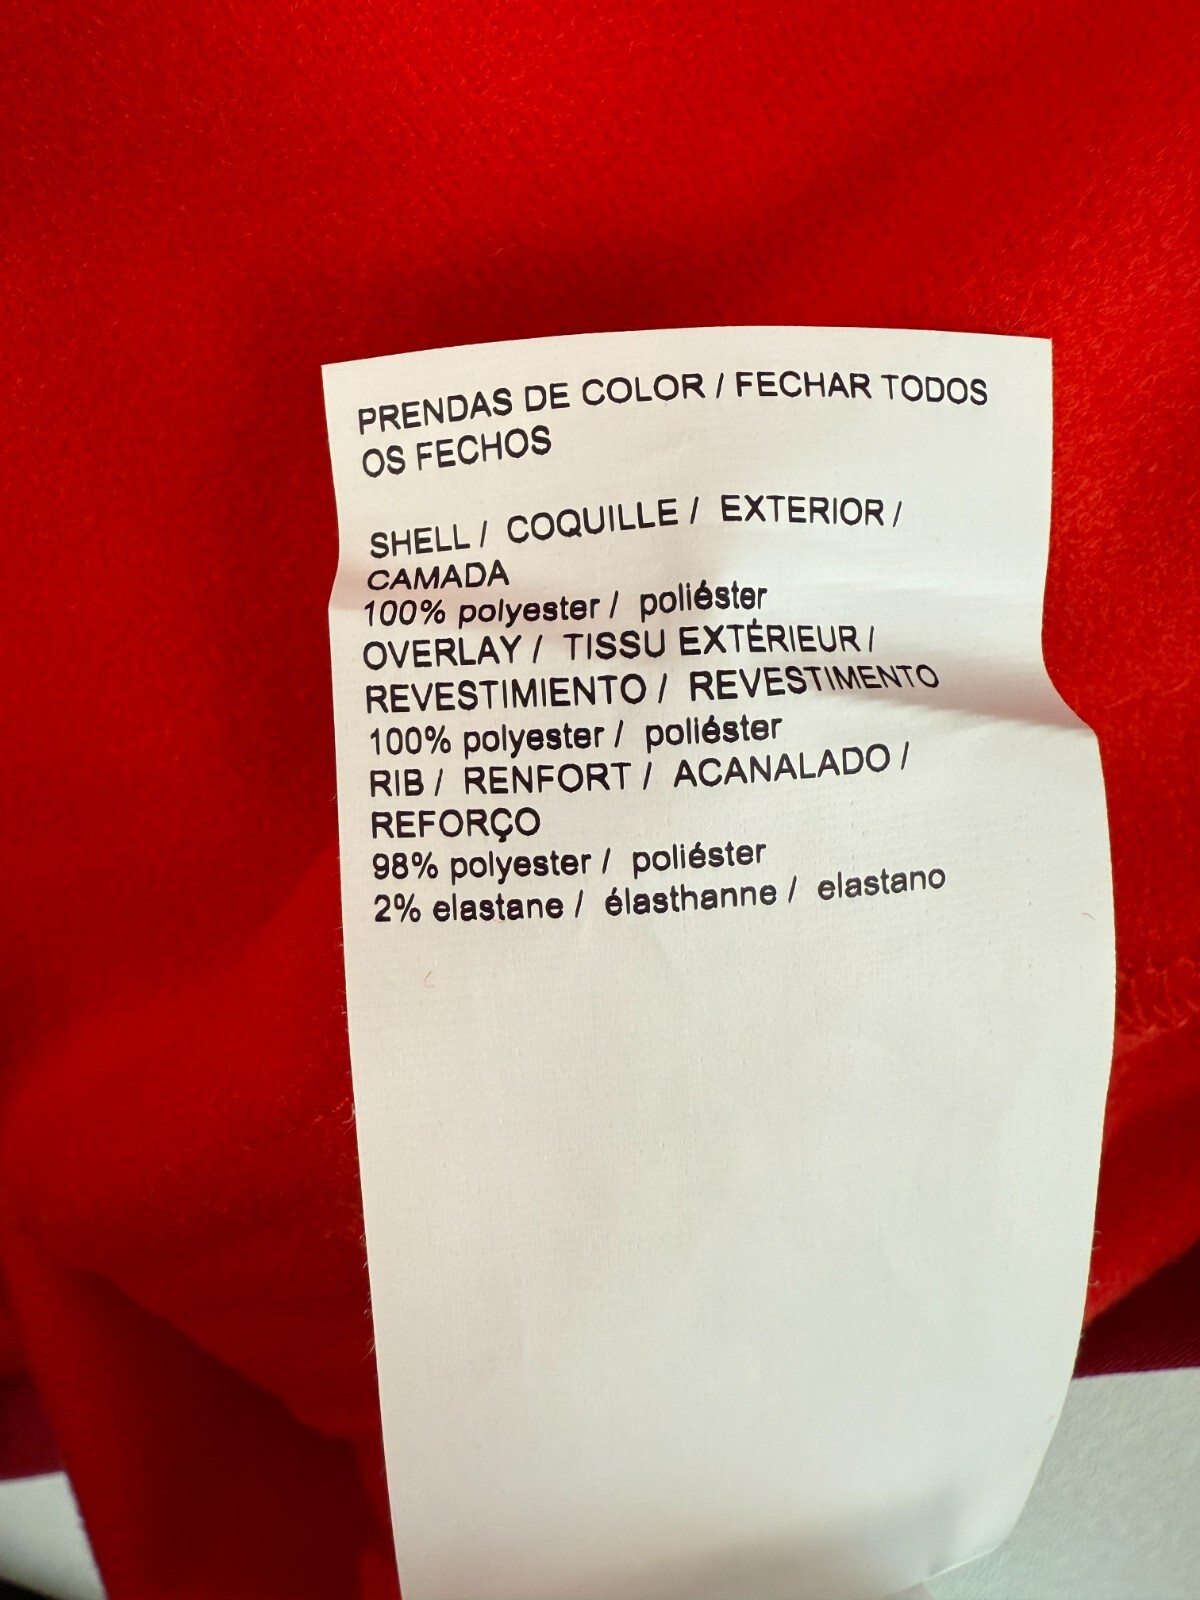 PRENDAS DE COLOR / FECHAR TODOS
OS FECHOS
SHELL / COQUILLE / EXTERIOR /
CAMADA
100% polyester / poliéster
OVERLAY / TISSU EXTÉRIEUR /
REVESTIMIENTO / REVESTIMENTO
100% polyester / poliéster
RIB / RENFORT / ACANALADO /
REFORÇO
98% polyester / poliéster
2% elastane / élasthanne / elastano